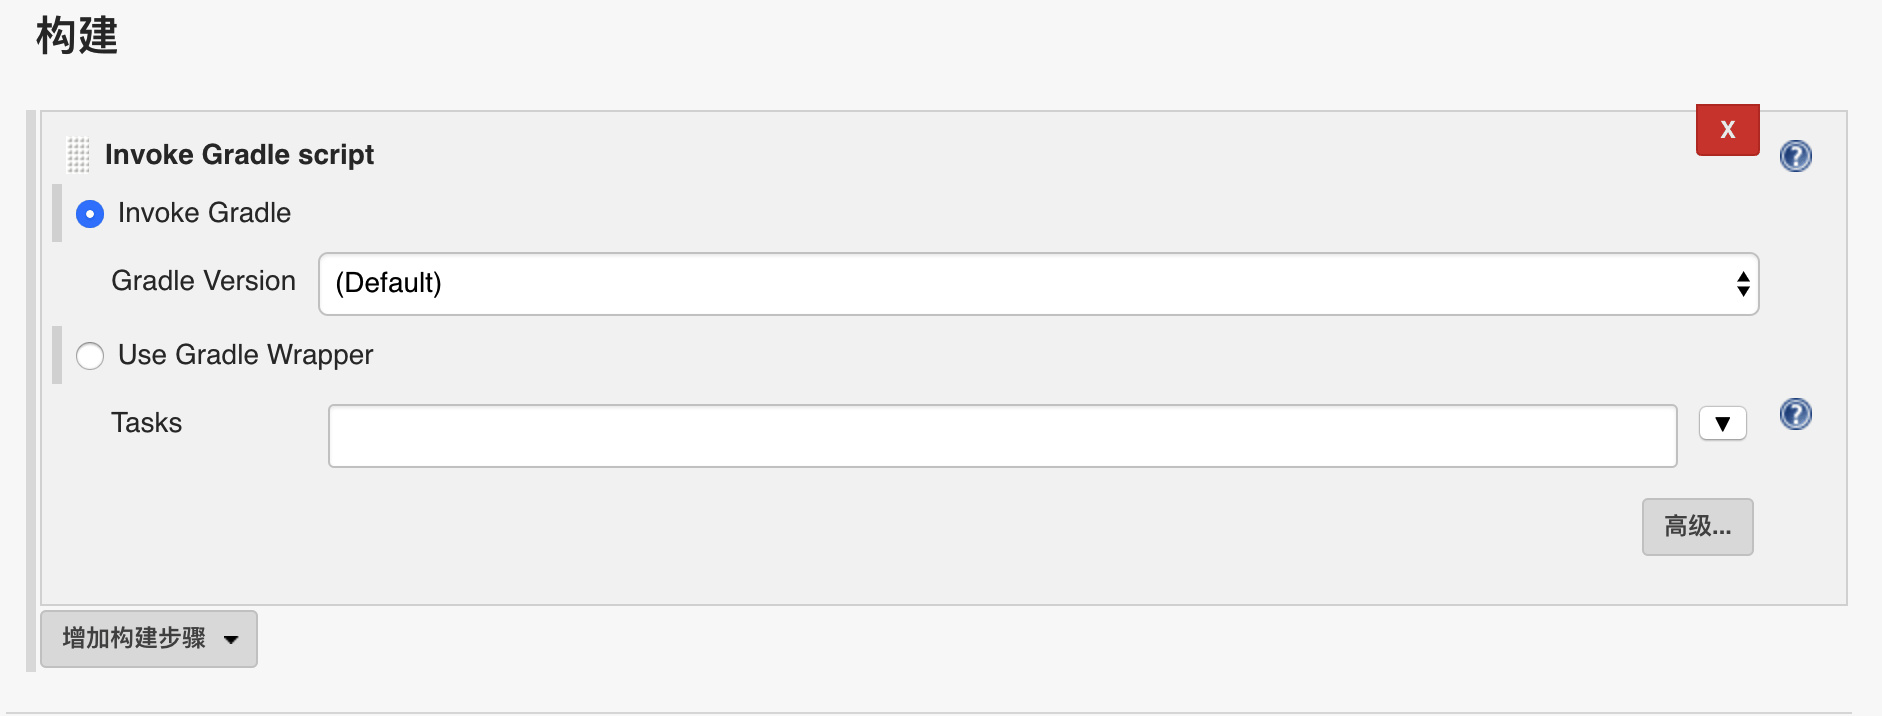 构建
Invoke Gradle script
X
?
Invoke Gradle
Gradle Version
(Default)
Use Gradle Wrapper
Tasks
?
高级...
增加构建步骤